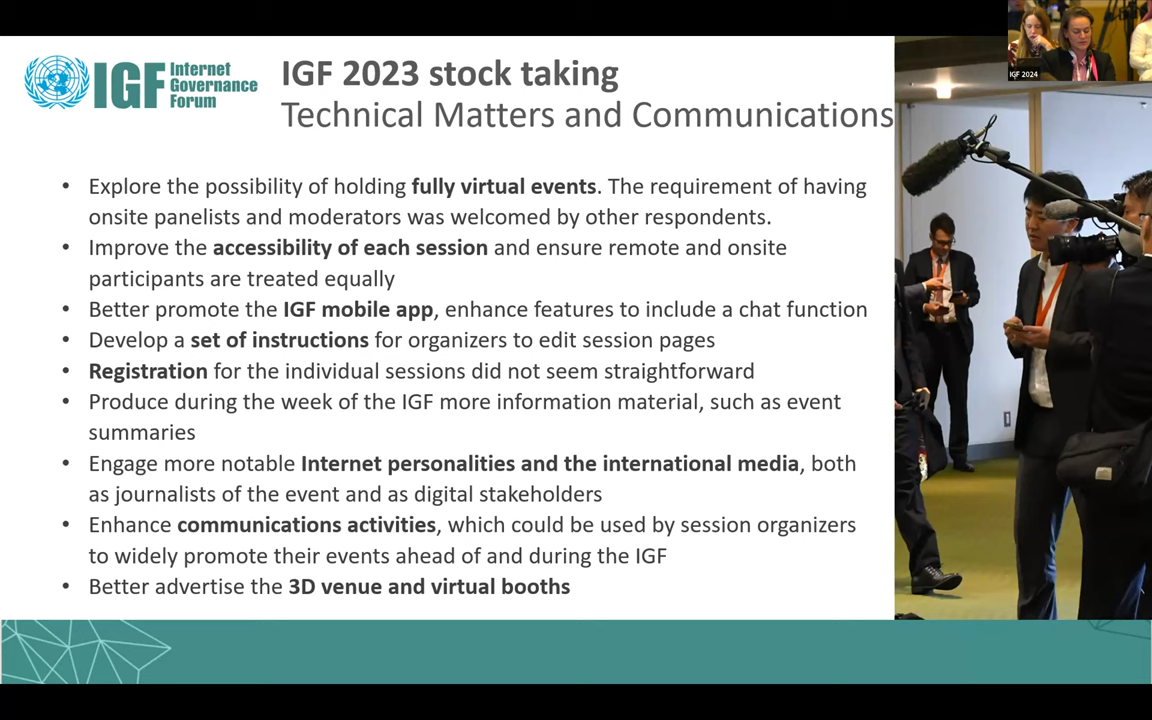 IGF Internet
Governance
Forum
IGF 2023 stock taking
Technical Matters and Communications
IGF 2024
• Explore the possibility of holding fully virtual events. The requirement of having
onsite panelists and moderators was welcomed by other respondents.
• Improve the accessibility of each session and ensure remote and onsite
participants are treated equally
• Better promote the IGF mobile app, enhance features to include a chat function
• Develop a set of instructions for organizers to edit session pages
• Registration for the individual sessions did not seem straightforward
• Produce during the week of the IGF more information material, such as event
summaries
• Engage more notable Internet personalities and the international media, both
as journalists of the event and as digital stakeholders
• Enhance communications activities, which could be used by session organizers
to widely promote their events ahead of and during the IGF
• Better advertise the 3D venue and virtual booths